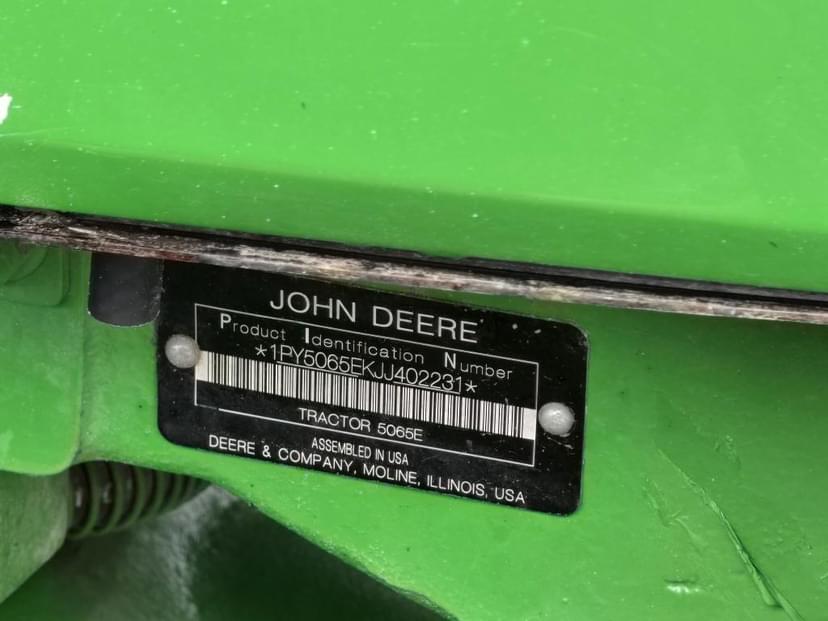 JOHN DEERE
Product Identification Number
*1PY5065EKJJ402231*
TRACTOR 5065E
ASSEMBLED IN USA
DEERE & COMPANY, MOLINE, ILLINOIS, USA